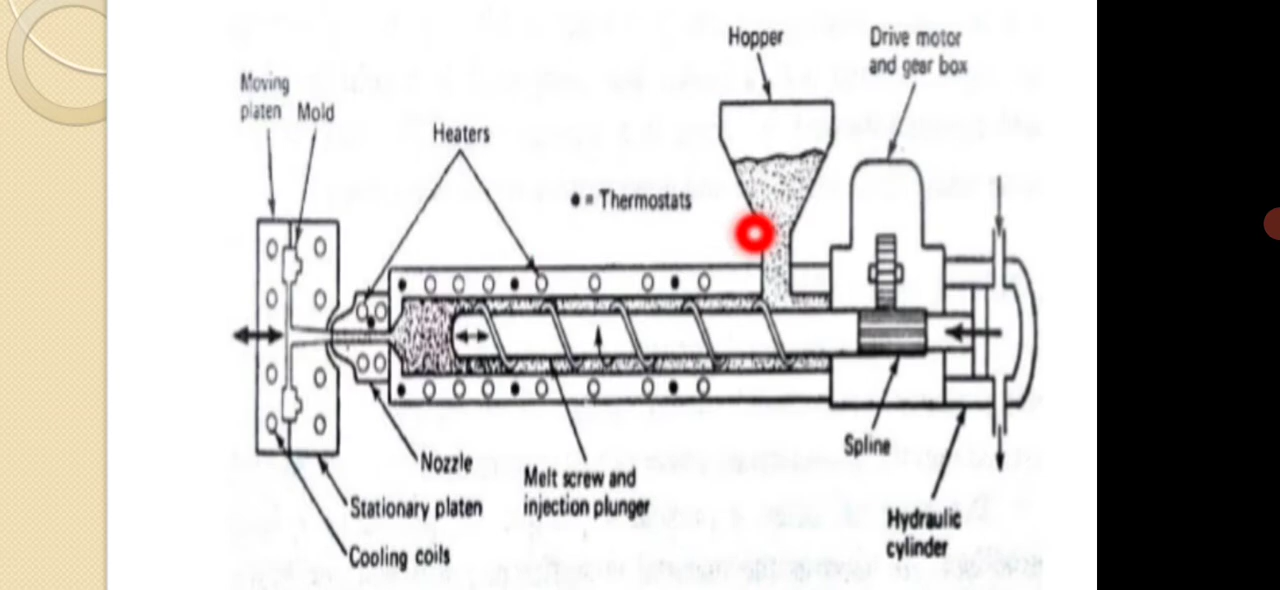 Hopper
Drive motor
and gear box
Moving
platen
Mold
Heaters
= Thermostats
Nozzle
Melt screw and
injection plunger
Spline
Stationary platen
Hydraulic
cylinder
Cooling coils